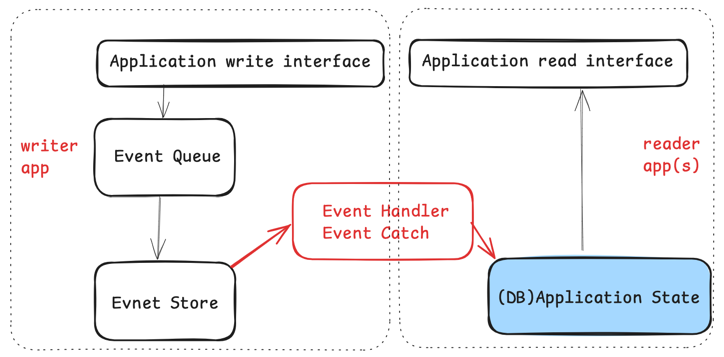 Application write interface
Application read interface
writer
app
Event Queue
reader
app(s)
Event Handler
Event Catch
Evnet Store
(DB)Application State